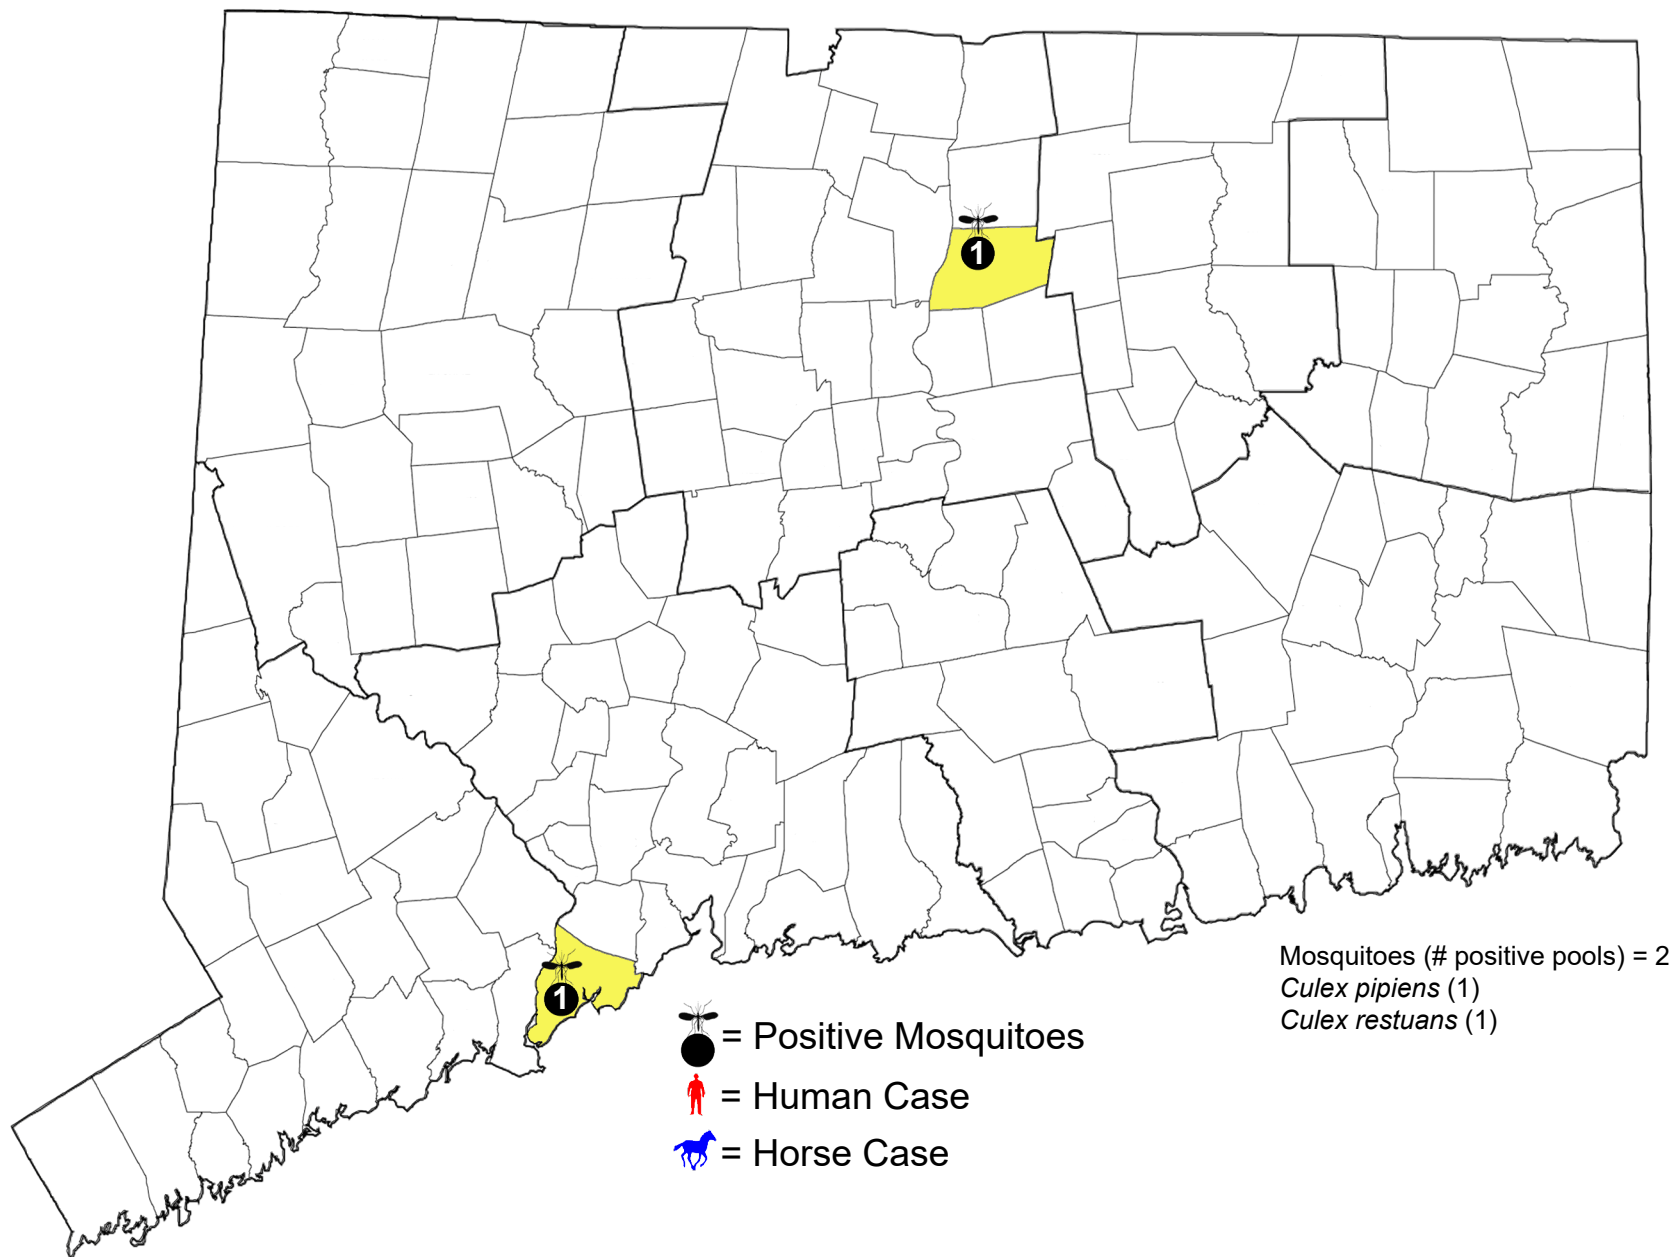 1
1
Mosquitoes (# positive pools) = 2
Culex pipiens (1)
Culex restuans (1)
= Positive Mosquitoes
= Human Case
= Horse Case